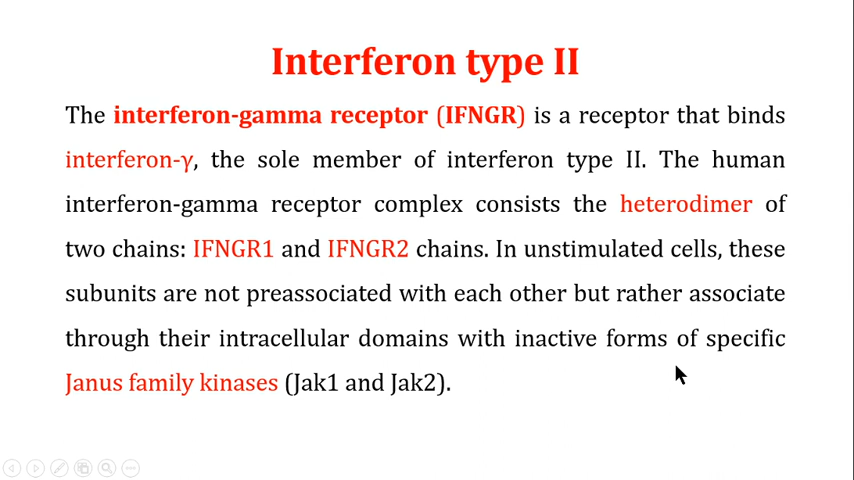 Interferon type II
The interferon-gamma receptor (IFNGR) is a receptor that binds
interferon-γ, the sole member of interferon type II. The human
interferon-gamma receptor complex consists the heterodimer of
two chains: IFNGR1 and IFNGR2 chains. In unstimulated cells, these
subunits are not preassociated with each other but rather associate
through their intracellular domains with inactive forms of specific
Janus family kinases (Jak1 and Jak2).